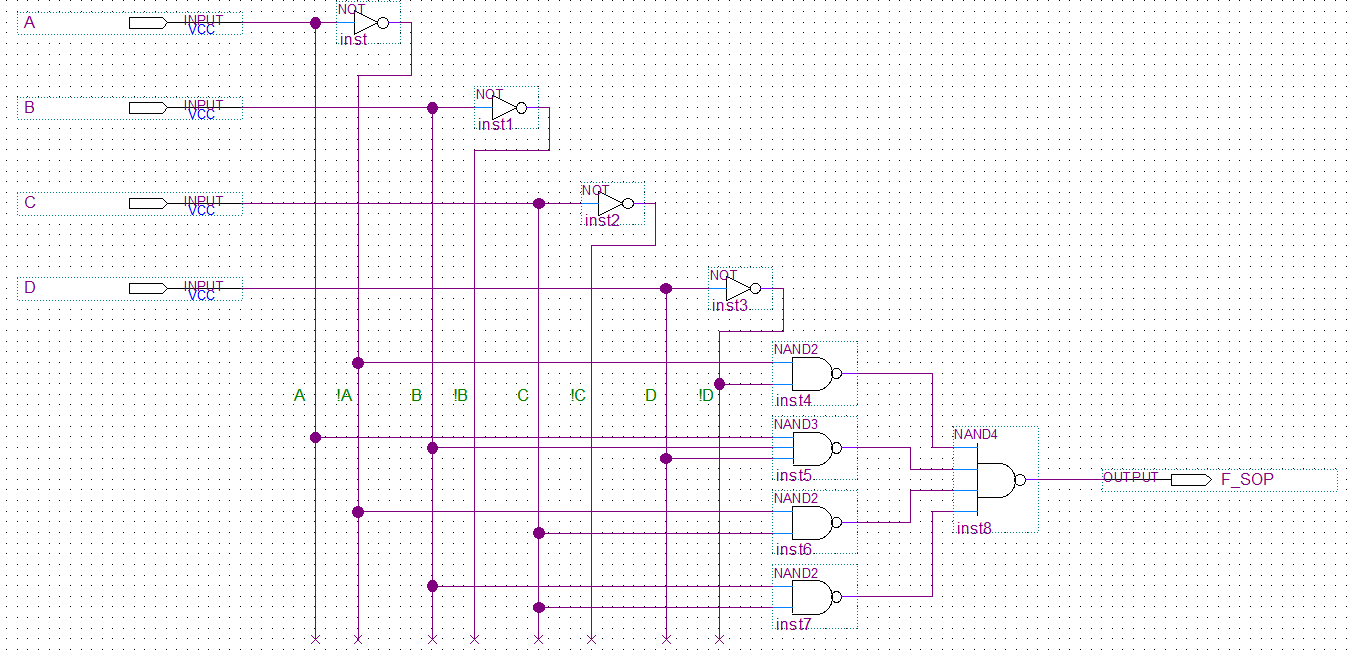 NOT
A INPUT
VCC
inst
NOT
B INPUT
VCC
inst1
NOT
C INPUT
VCC
inst2
NOT
D INPUT
VCC
inst3
NAND2
A !A B !B C !C D !D
inst4
NAND3
NAND4
inst5
OUTPUT F_SOP
NAND2
inst8
inst6
NAND2
inst7